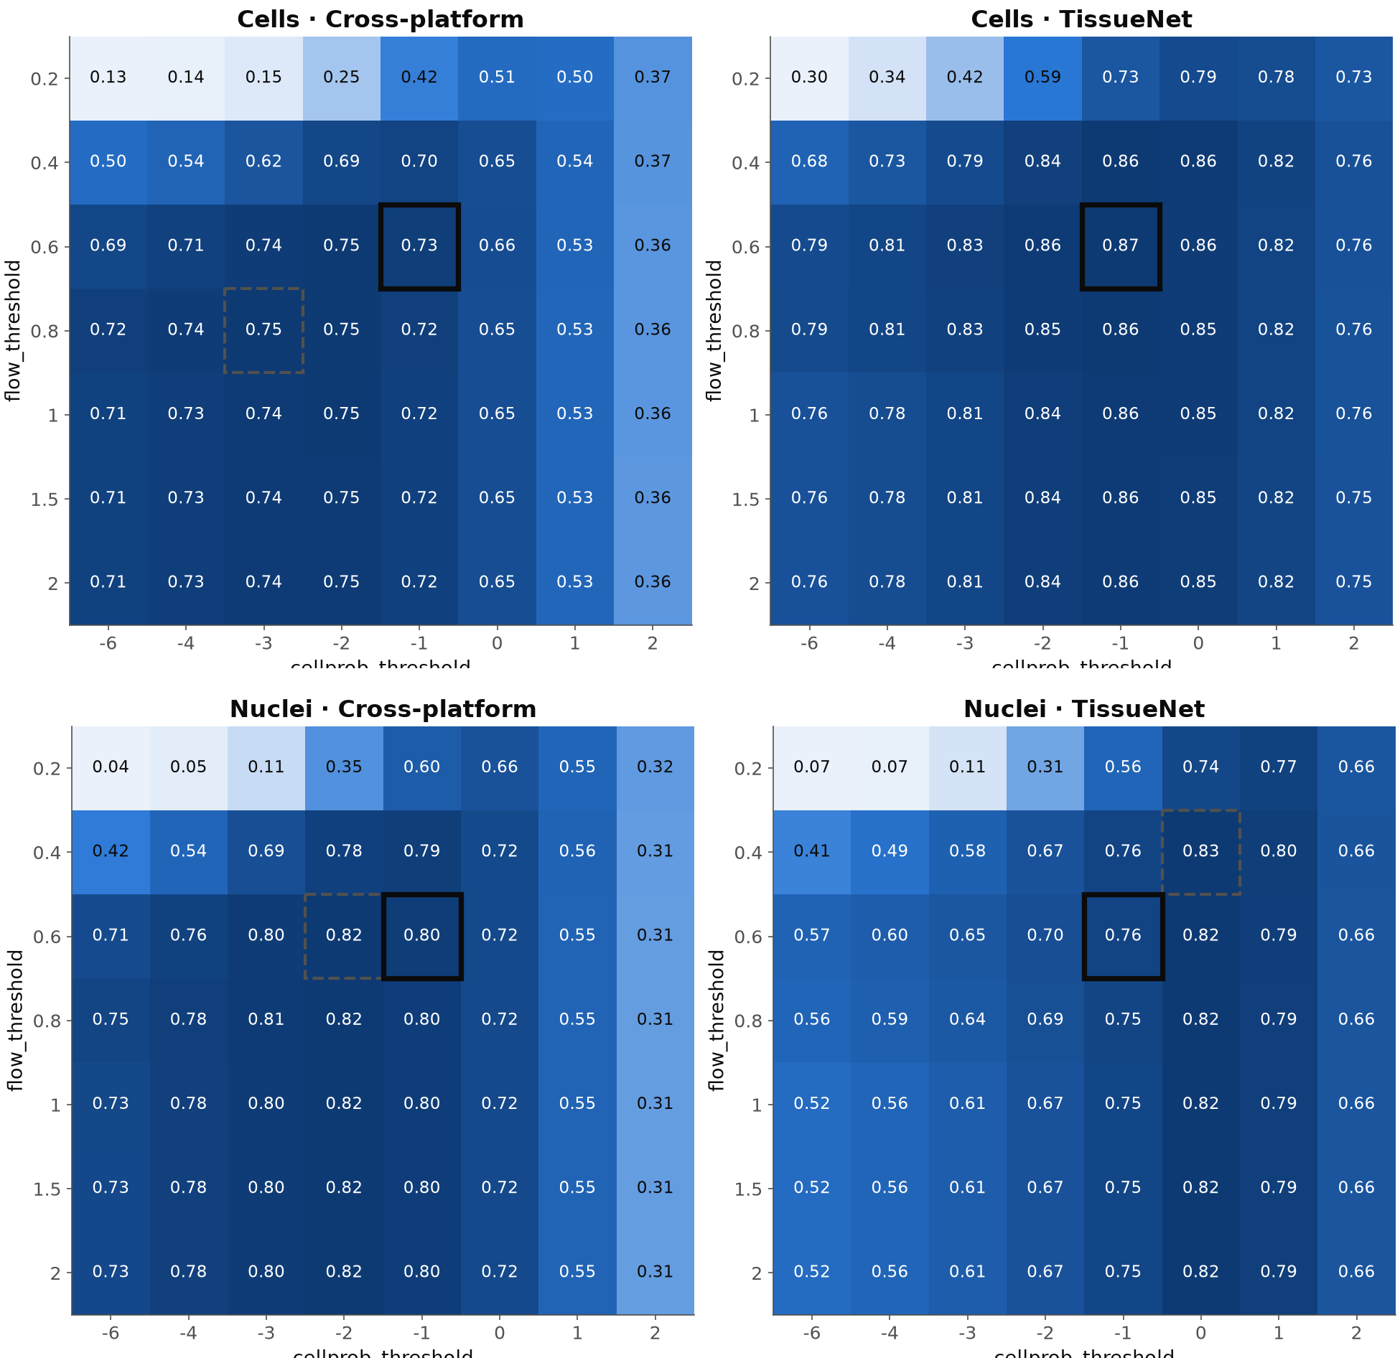 Cells · Cross-platform
0.2 0.13 0.14 0.15 0.25 0.42 0.51 0.50 0.37
0.4 0.50 0.54 0.62 0.69 0.70 0.65 0.54 0.37
0.6 0.69 0.71 0.74 0.75 0.73 0.66 0.53 0.36
0.8 0.72 0.74 0.75 0.75 0.72 0.65 0.53 0.36
1 0.71 0.73 0.74 0.75 0.72 0.65 0.53 0.36
1.5 0.71 0.73 0.74 0.75 0.72 0.65 0.53 0.36
2 0.71 0.73 0.74 0.75 0.72 0.65 0.53 0.36
-6 -4 -3 -2 -1 0 1 2
flow_threshold
cellprob_threshold
Cells · TissueNet
0.2 0.30 0.34 0.42 0.59 0.73 0.79 0.78 0.73
0.4 0.68 0.73 0.79 0.84 0.86 0.86 0.82 0.76
0.6 0.79 0.81 0.83 0.86 0.87 0.86 0.82 0.76
0.8 0.79 0.81 0.83 0.85 0.86 0.85 0.82 0.76
1 0.76 0.78 0.81 0.84 0.86 0.85 0.82 0.76
1.5 0.76 0.78 0.81 0.84 0.86 0.85 0.82 0.75
2 0.76 0.78 0.81 0.84 0.86 0.85 0.82 0.75
-6 -4 -3 -2 -1 0 1 2
flow_threshold
cellprob_threshold
Nuclei · Cross-platform
0.2 0.04 0.05 0.11 0.35 0.60 0.66 0.55 0.32
0.4 0.42 0.54 0.69 0.78 0.79 0.72 0.56 0.31
0.6 0.71 0.76 0.80 0.82 0.80 0.72 0.55 0.31
0.8 0.75 0.78 0.81 0.82 0.80 0.72 0.55 0.31
1 0.73 0.78 0.80 0.82 0.80 0.72 0.55 0.31
1.5 0.73 0.78 0.80 0.82 0.80 0.72 0.55 0.31
2 0.73 0.78 0.80 0.82 0.80 0.72 0.55 0.31
-6 -4 -3 -2 -1 0 1 2
flow_threshold
cellprob_threshold
Nuclei · TissueNet
0.2 0.07 0.07 0.11 0.31 0.56 0.74 0.77 0.66
0.4 0.41 0.49 0.58 0.67 0.76 0.83 0.80 0.66
0.6 0.57 0.60 0.65 0.70 0.76 0.82 0.79 0.66
0.8 0.56 0.59 0.64 0.69 0.75 0.82 0.79 0.66
1 0.52 0.56 0.61 0.67 0.75 0.82 0.79 0.66
1.5 0.52 0.56 0.61 0.67 0.75 0.82 0.79 0.66
2 0.52 0.56 0.61 0.67 0.75 0.82 0.79 0.66
-6 -4 -3 -2 -1 0 1 2
flow_threshold
cellprob_threshold